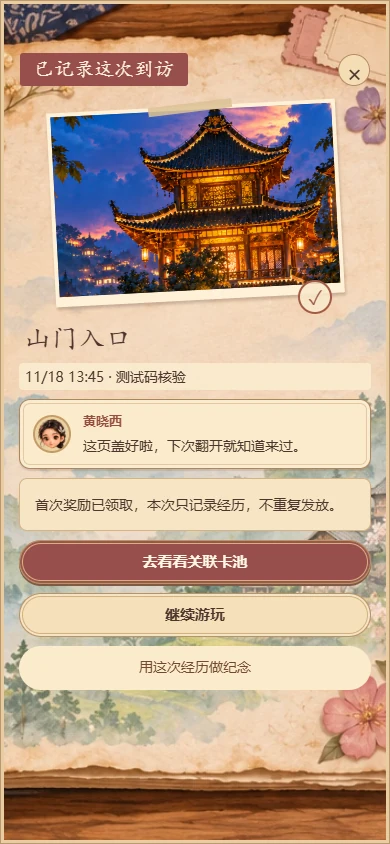 已记录这次到访
山门入口
11/18 13:45 · 测试码核验
黄晓西
这页盖好啦，下次翻开就知道来过。
首次奖励已领取，本次只记录经历，不重复发放。
去看看关联卡池
继续游玩
用这次经历做纪念